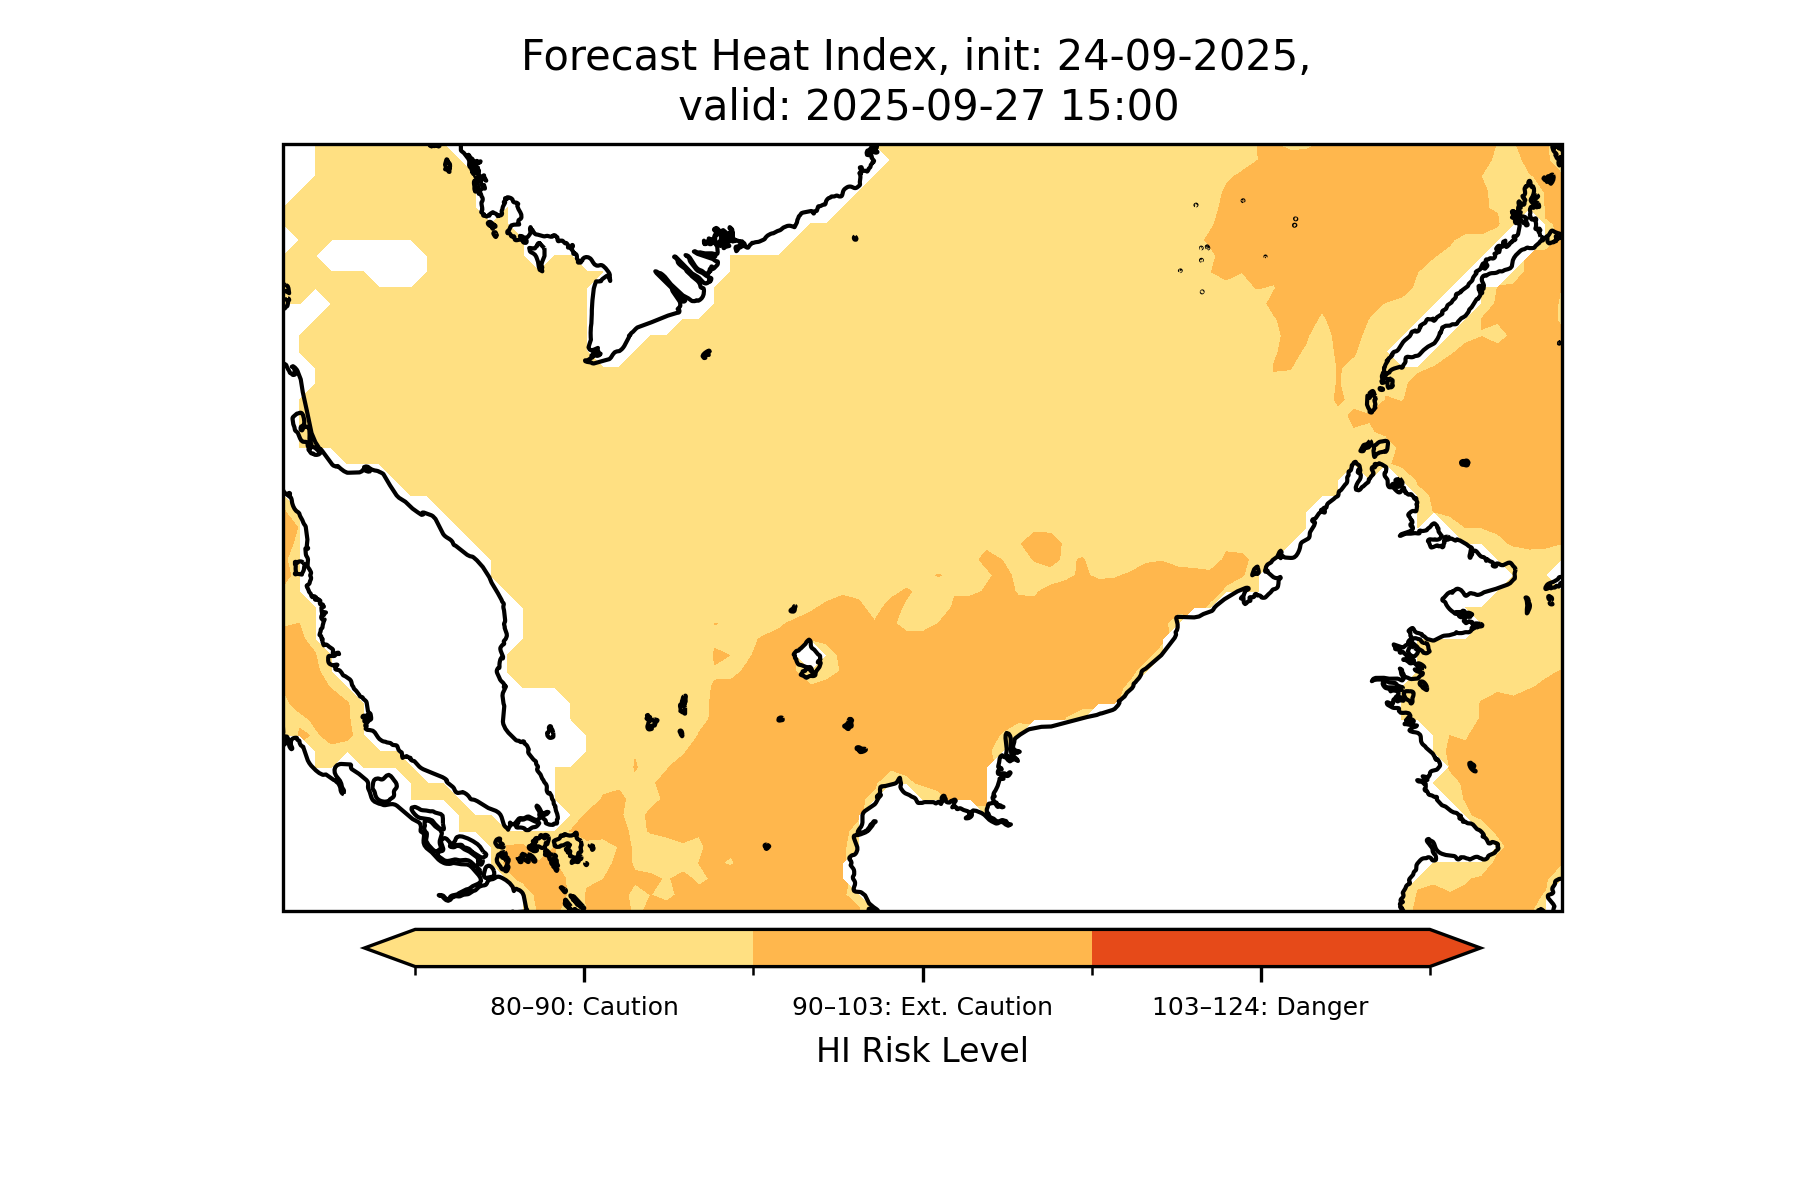 Forecast Heat Index, init: 24-09-2025,
valid: 2025-09-27 15:00
80–90: Caution
90–103: Ext. Caution
103–124: Danger
HI Risk Level